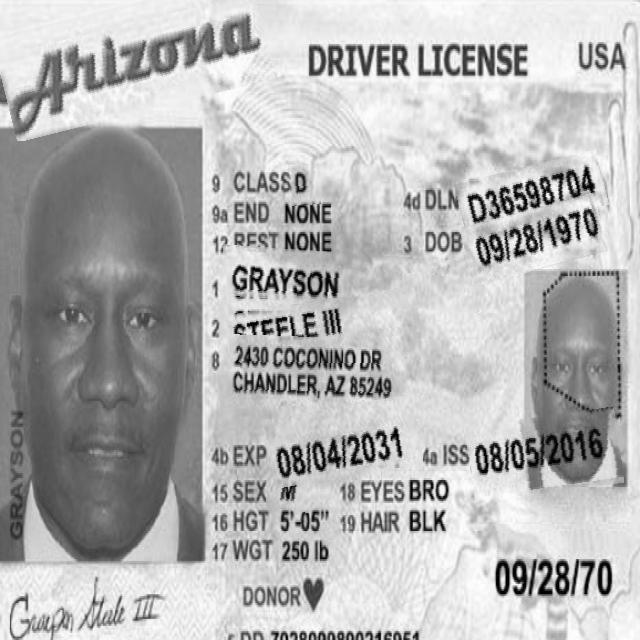 Arizona DRIVER LICENSE USA
9 CLASS D
4d DLN D36598704
9a END NONE
3 DOB 09/28/1970
12 REST NONE
1 GRAYSON
2 STEELE III
8 2430 COCONINO DR
CHANDLER, AZ 85249
GRAYSON
4b EXP 08/04/2031 4a ISS 08/05/2016
15 SEX M 18 EYES BRO
16 HGT 5'-05" 19 HAIR BLK
17 WGT 250 lb
09/28/70
DONOR
Grayson Steele III